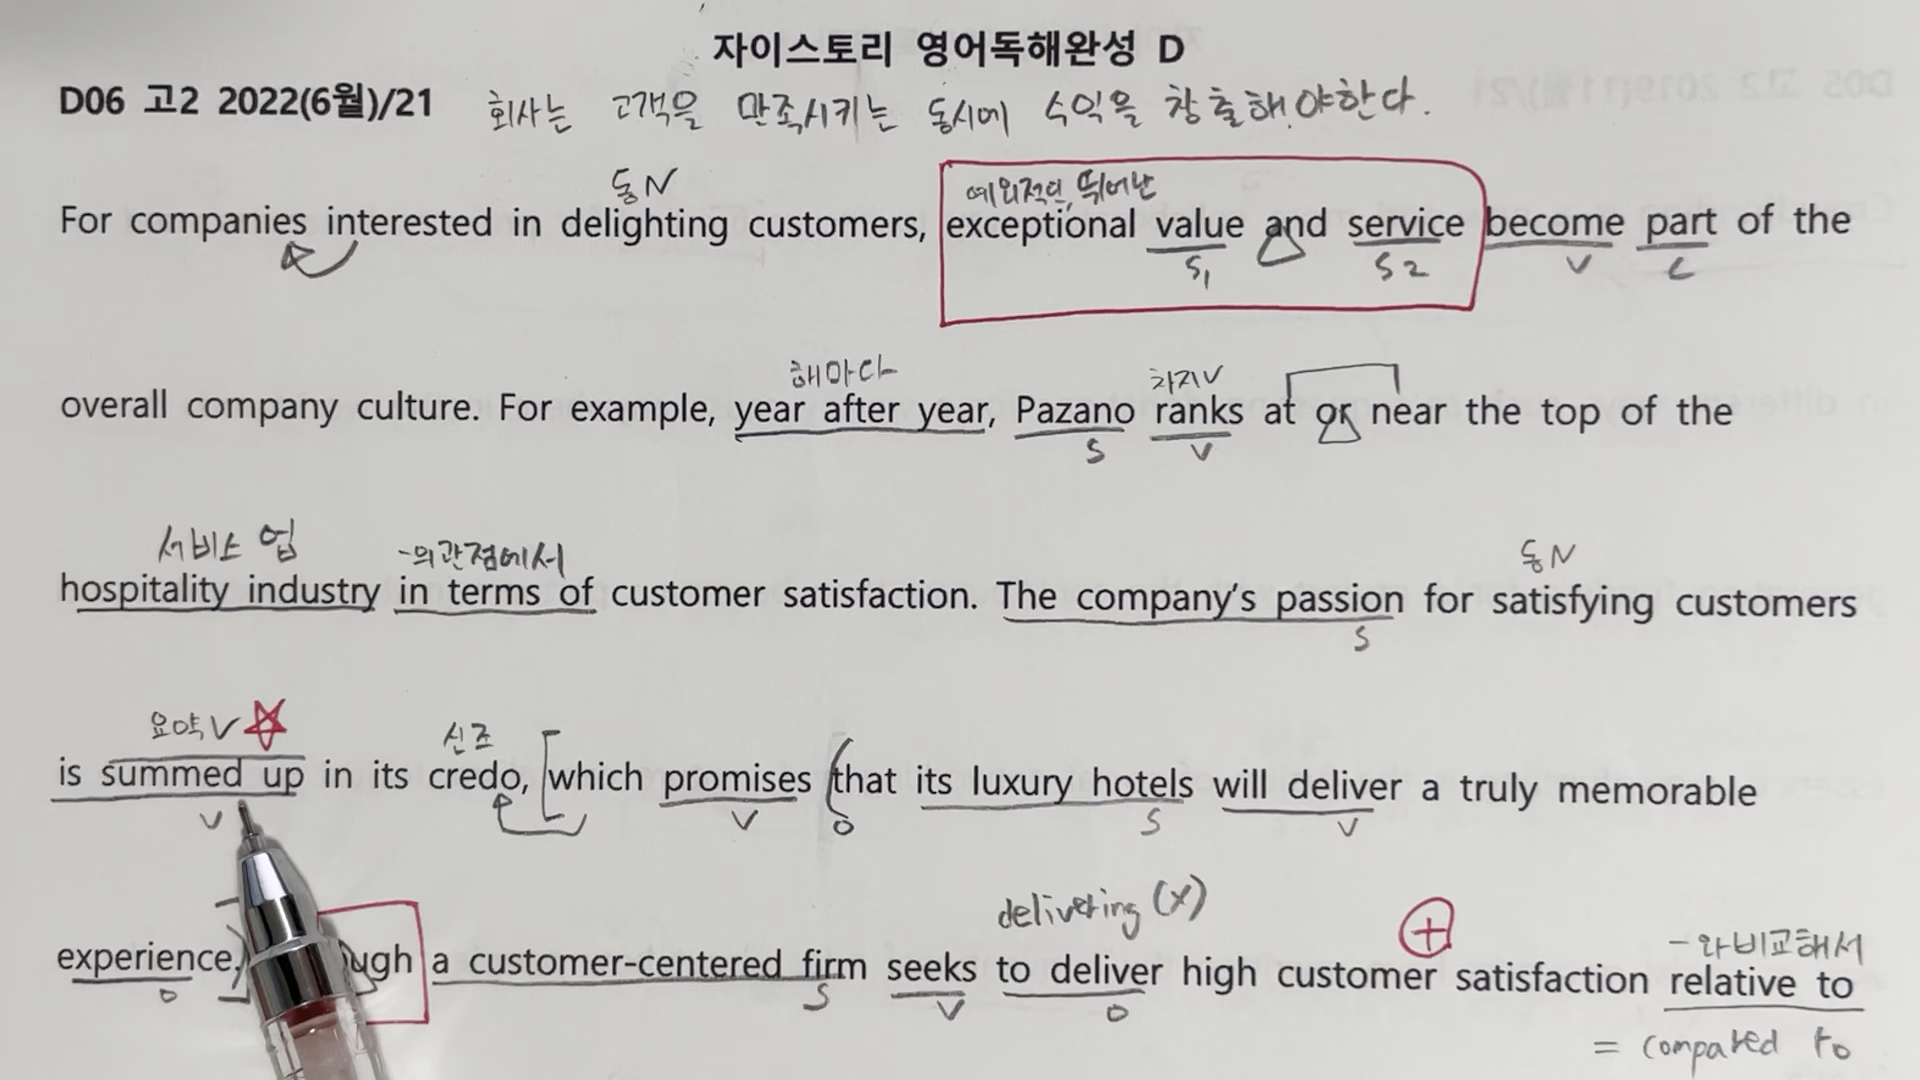 자이스토리 영어독해완성 D
D06 고2 2022(6월)/21 회사는 고객을 만족시키는 동시에 수익을 창출해야한다.
동N 예외적인, 뛰어난
For companies interested in delighting customers, exceptional value and service become part of the
S1 S2 V C
해마다 차지V
overall company culture. For example, year after year, Pazano ranks at or near the top of the
S V
서비스 업 -의관점에서 동N
hospitality industry in terms of customer satisfaction. The company's passion for satisfying customers
S
요약V 신조
is summed up in its credo, which promises that its luxury hotels will deliver a truly memorable
V V O S V
delivering (X) + -와비교해서
experience. ugh a customer-centered firm seeks to deliver high customer satisfaction relative to
O S V O = compared to